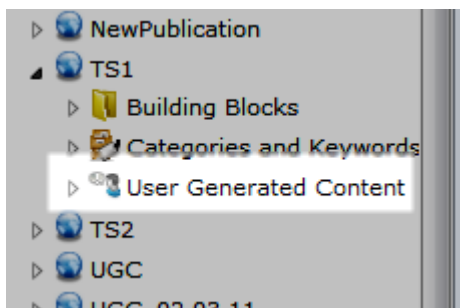 NewPublication
TS1
Building Blocks
Categories and Keywords
User Generated Content
TS2
UGC